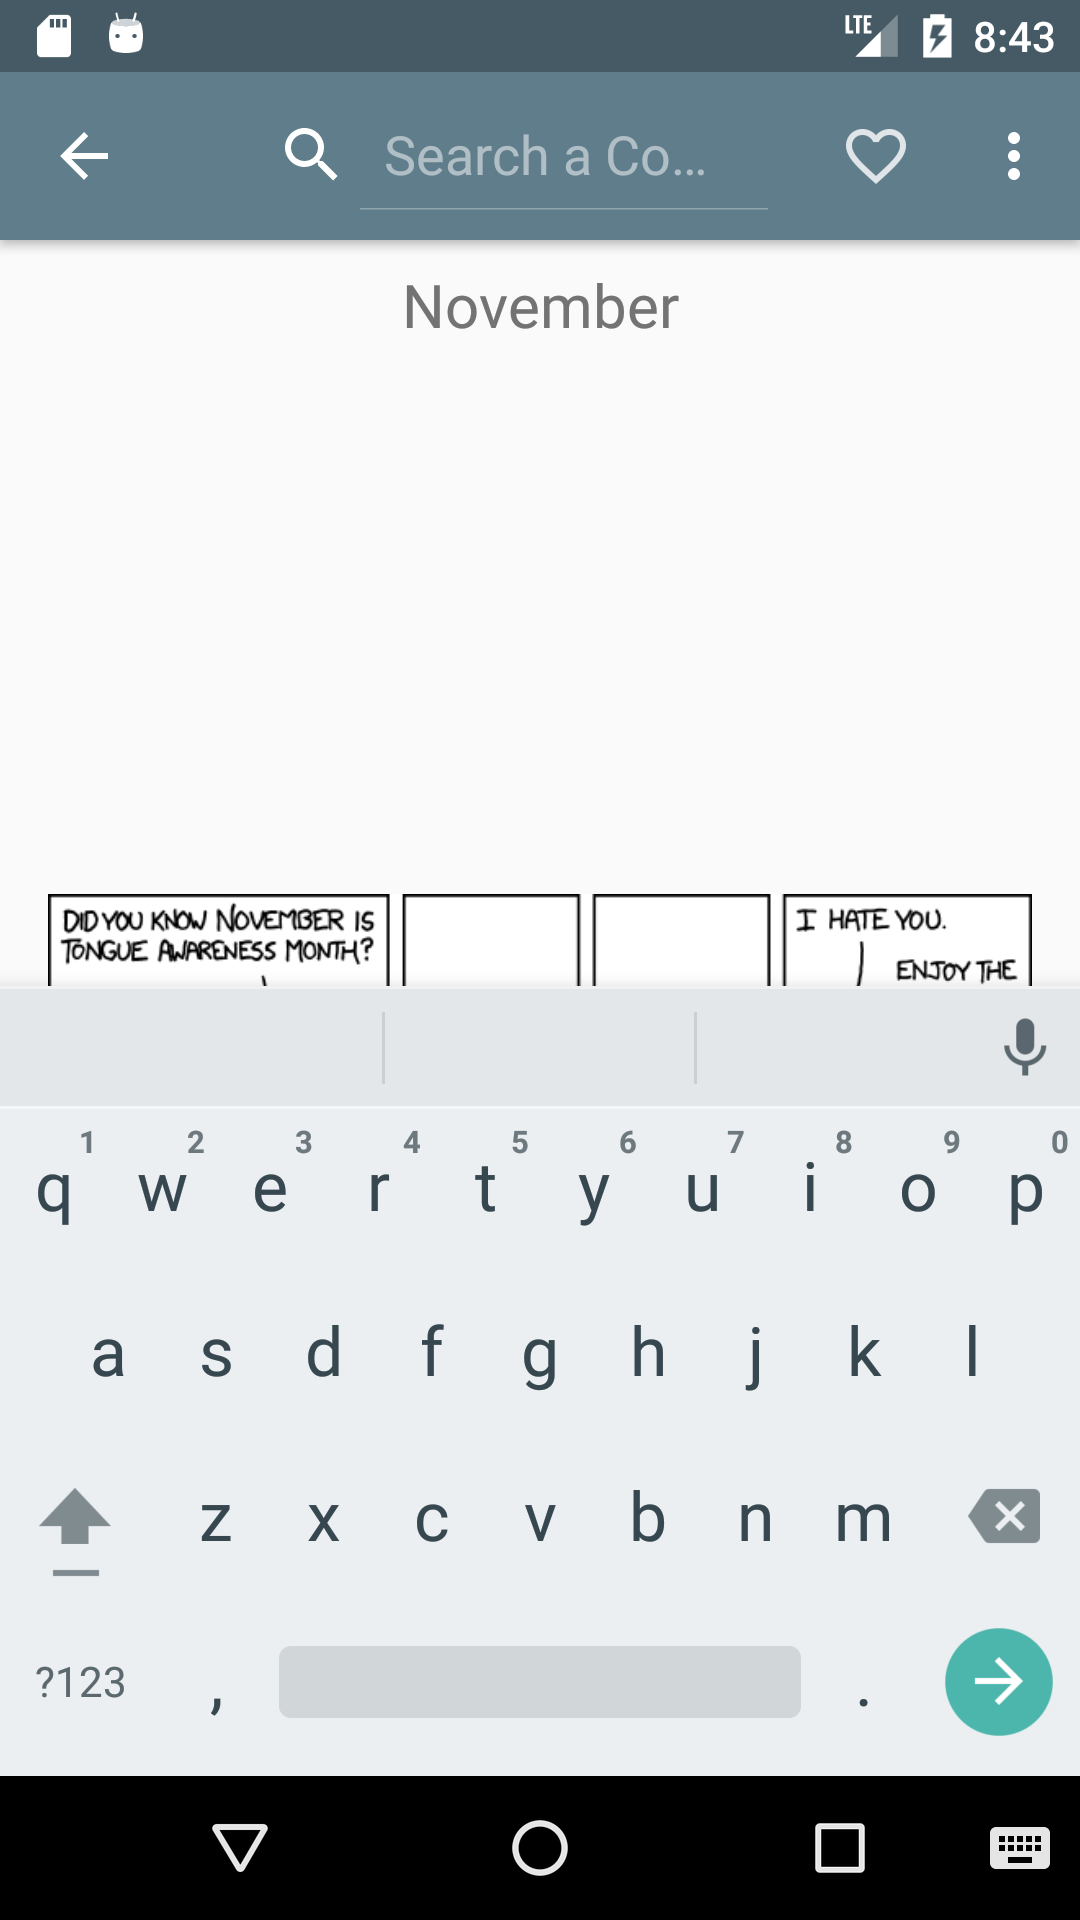 LTE 8:43
Search a Co...
November
DID YOU KNOW NOVEMBER IS
TONGUE AWARENESS MONTH?
I HATE YOU.
ENJOY THE
1 2 3 4 5 6 7 8 9 0
q w e r t y u i o p
a s d f g h j k l
z x c v b n m
?123 , .